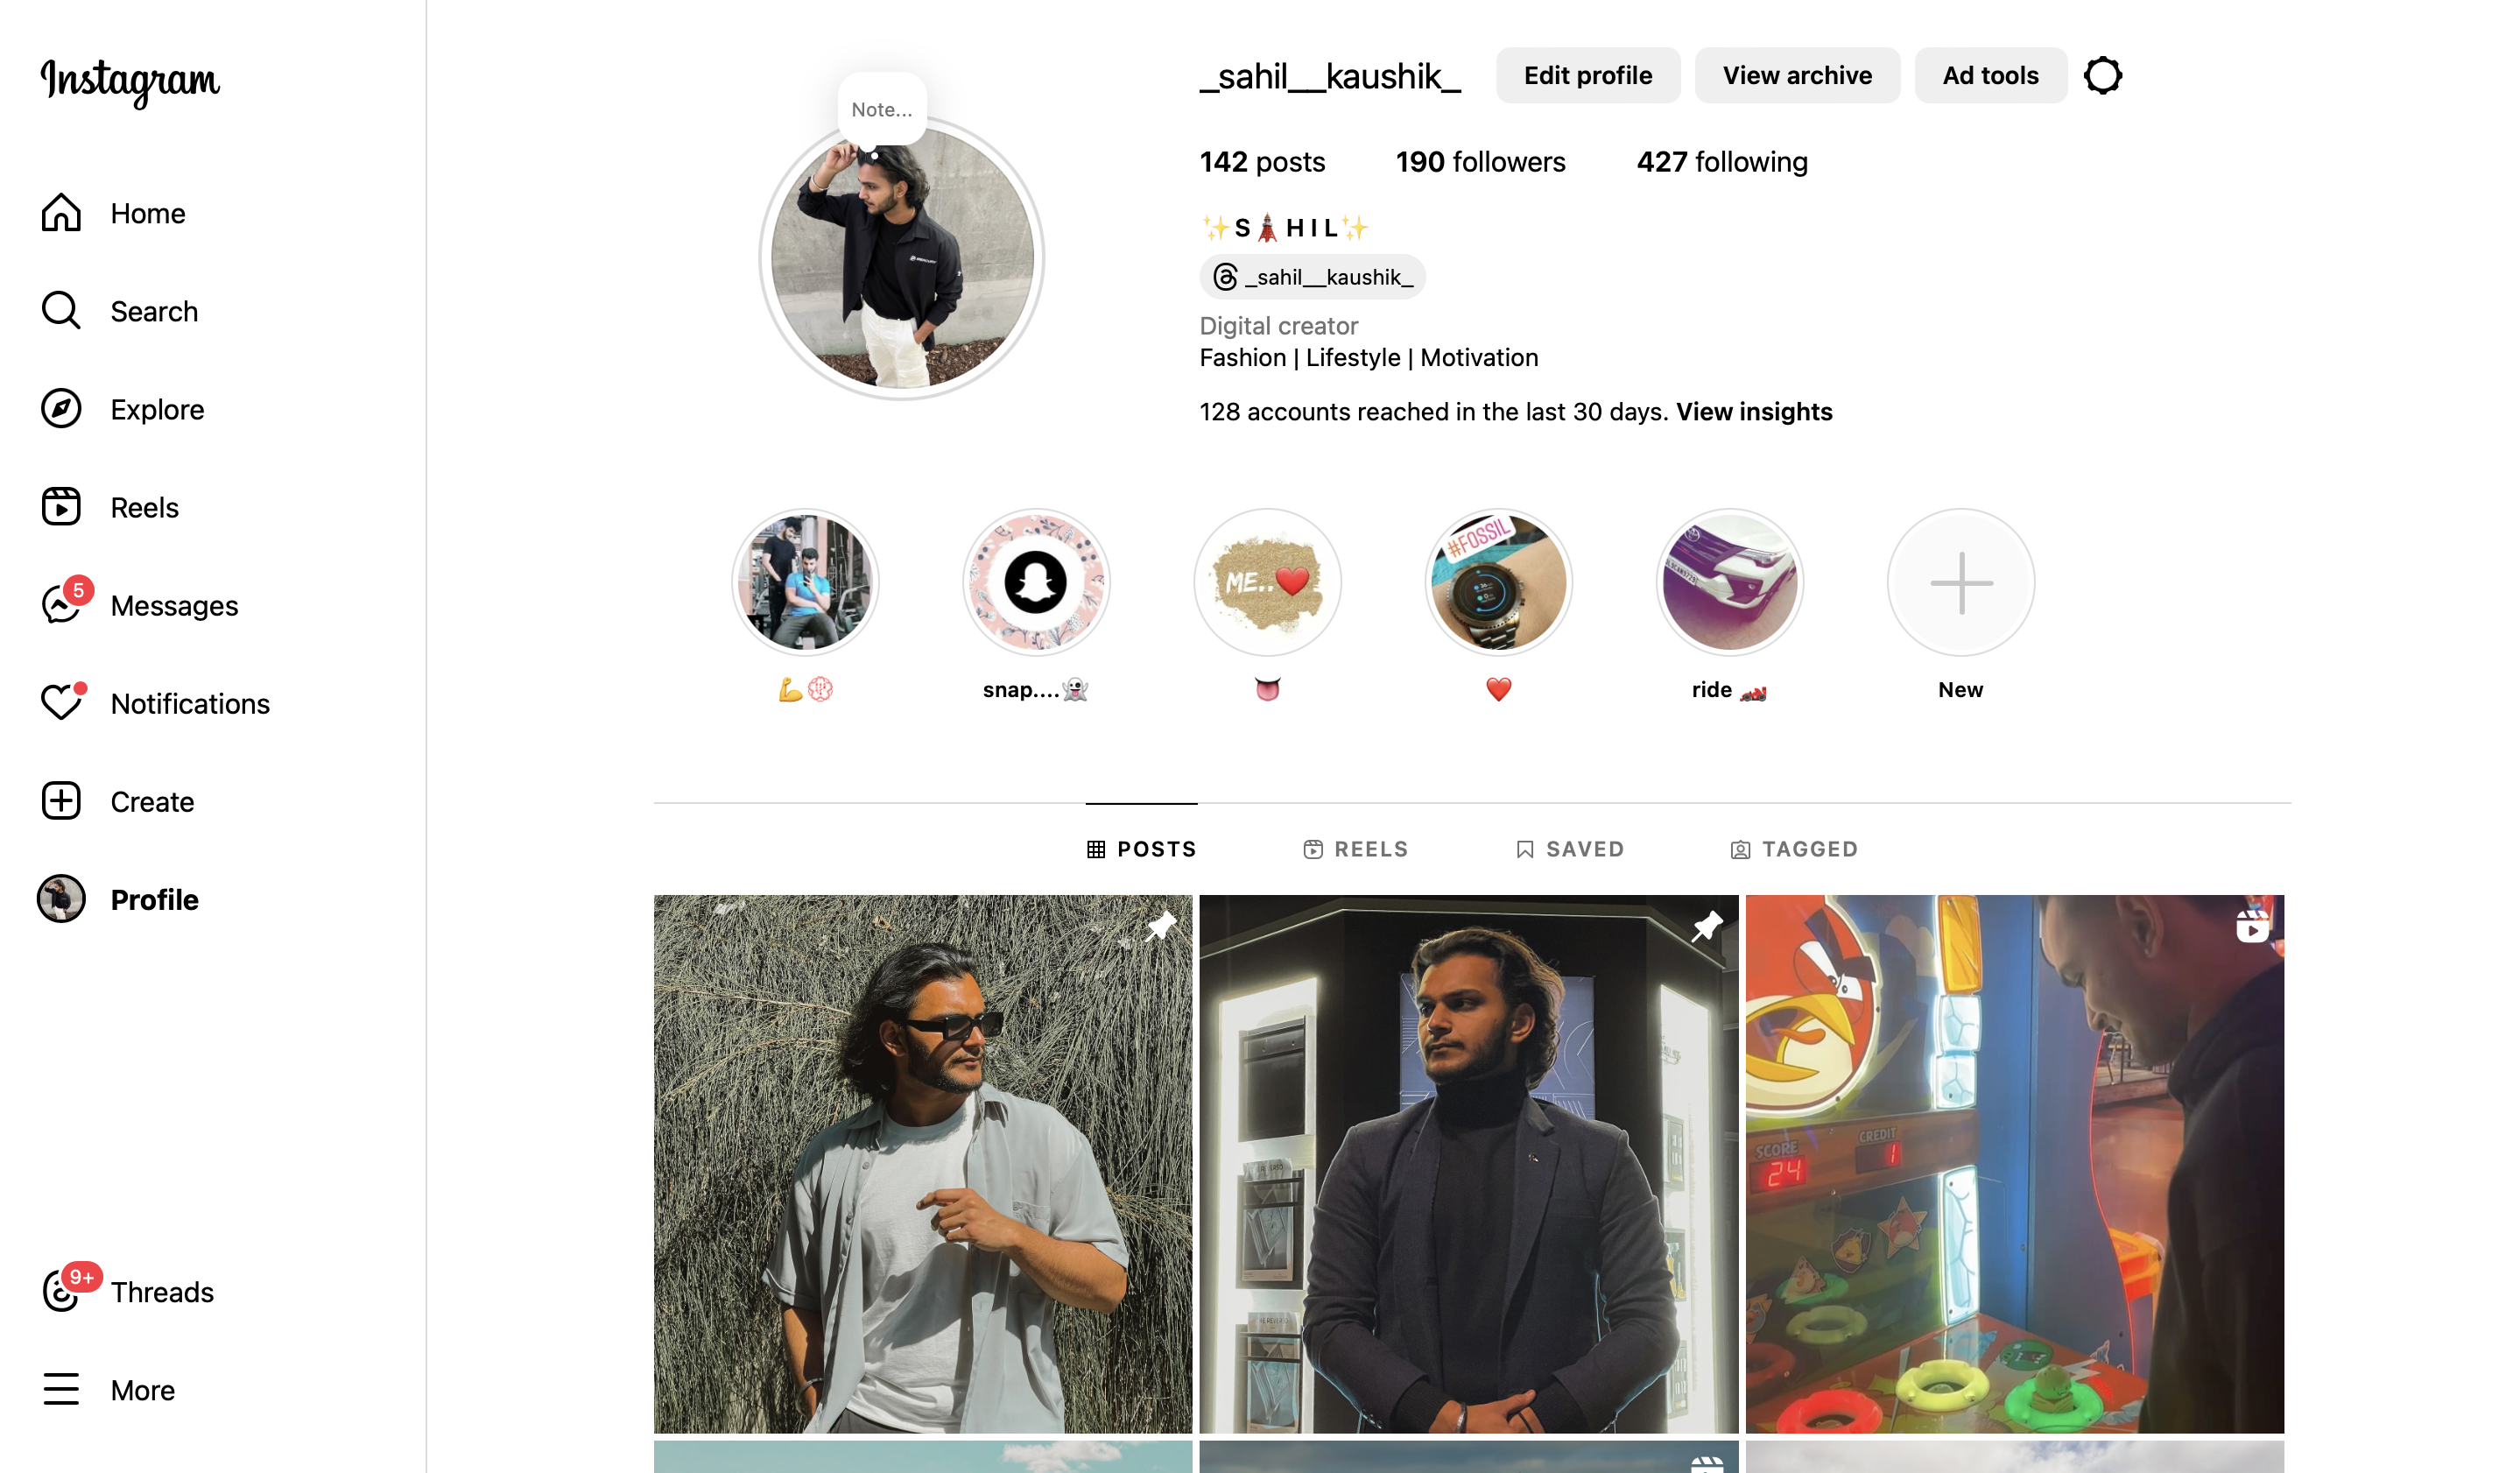 Instagram
Home
Search
Explore
Reels
5
Messages
Notifications
Create
Profile
9+
Threads
More
Note...
_sahil__kaushik_
Edit profile
View archive
Ad tools
142 posts
190 followers
427 following
✨S🗼H I L✨
_sahil__kaushik_
Digital creator
Fashion | Lifestyle | Motivation
128 accounts reached in the last 30 days. View insights
#FOSSIL
ME..❤️
💪💮
snap....👻
👅
❤️
ride 🏎️
New
POSTS
REELS
SAVED
TAGGED
SCORE
24
CREDIT
1